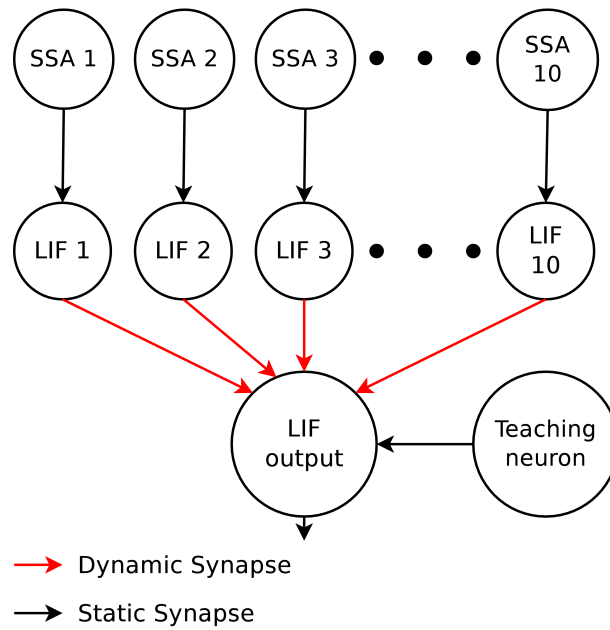 SSA 1
SSA 2
SSA 3
SSA
10
LIF 1
LIF 2
LIF 3
LIF
10
LIF
output
Teaching
neuron
Dynamic Synapse
Static Synapse